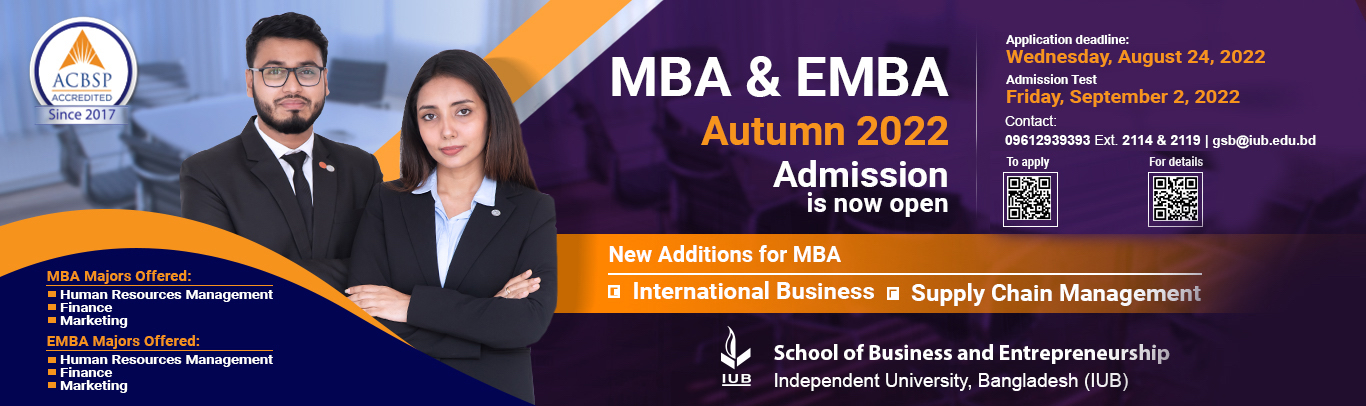 ACBSP
ACCREDITED
Since 2017
MBA & EMBA
Autumn 2022
Admission
is now open
Application deadline:
Wednesday, August 24, 2022
Admission Test
Friday, September 2, 2022
Contact:
09612939393 Ext. 2114 & 2119 | gsb@iub.edu.bd
To apply
For details
New Additions for MBA
International Business
Supply Chain Management
MBA Majors Offered:
Human Resources Management
Finance
Marketing
EMBA Majors Offered:
Human Resources Management
Finance
Marketing
IUB
School of Business and Entrepreneurship
Independent University, Bangladesh (IUB)